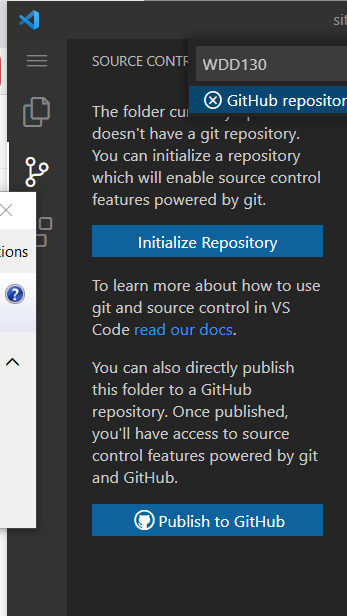 sit
SOURCE CONTR
WDD130
GitHub repositor
The folder cur
doesn't have a git repository.
You can initialize a repository
which will enable source control
features powered by git.
tions
Initialize Repository
To learn more about how to use
git and source control in VS
Code read our docs.
You can also directly publish
this folder to a GitHub
repository. Once published,
you'll have access to source
control features powered by git
and GitHub.
Publish to GitHub